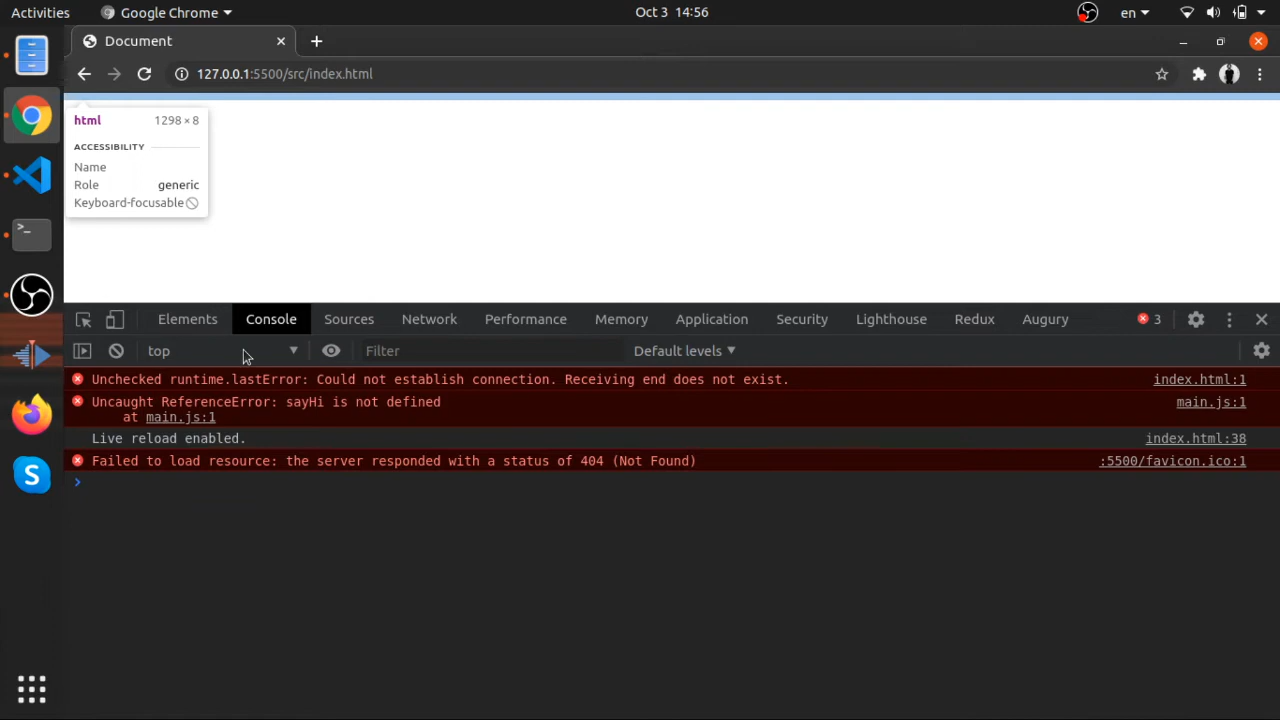 Activities
Google Chrome
Oct 3 14:56
en
Document
127.0.0.1:5500/src/index.html
html 1298 × 8
ACCESSIBILITY
Name
Role generic
Keyboard-focusable
Elements Console Sources Network Performance Memory Application Security Lighthouse Redux Augury 3
top Filter Default levels
Unchecked runtime.lastError: Could not establish connection. Receiving end does not exist. index.html:1
Uncaught ReferenceError: sayHi is not defined main.js:1
at main.js:1
Live reload enabled. index.html:38
Failed to load resource: the server responded with a status of 404 (Not Found) :5500/favicon.ico:1